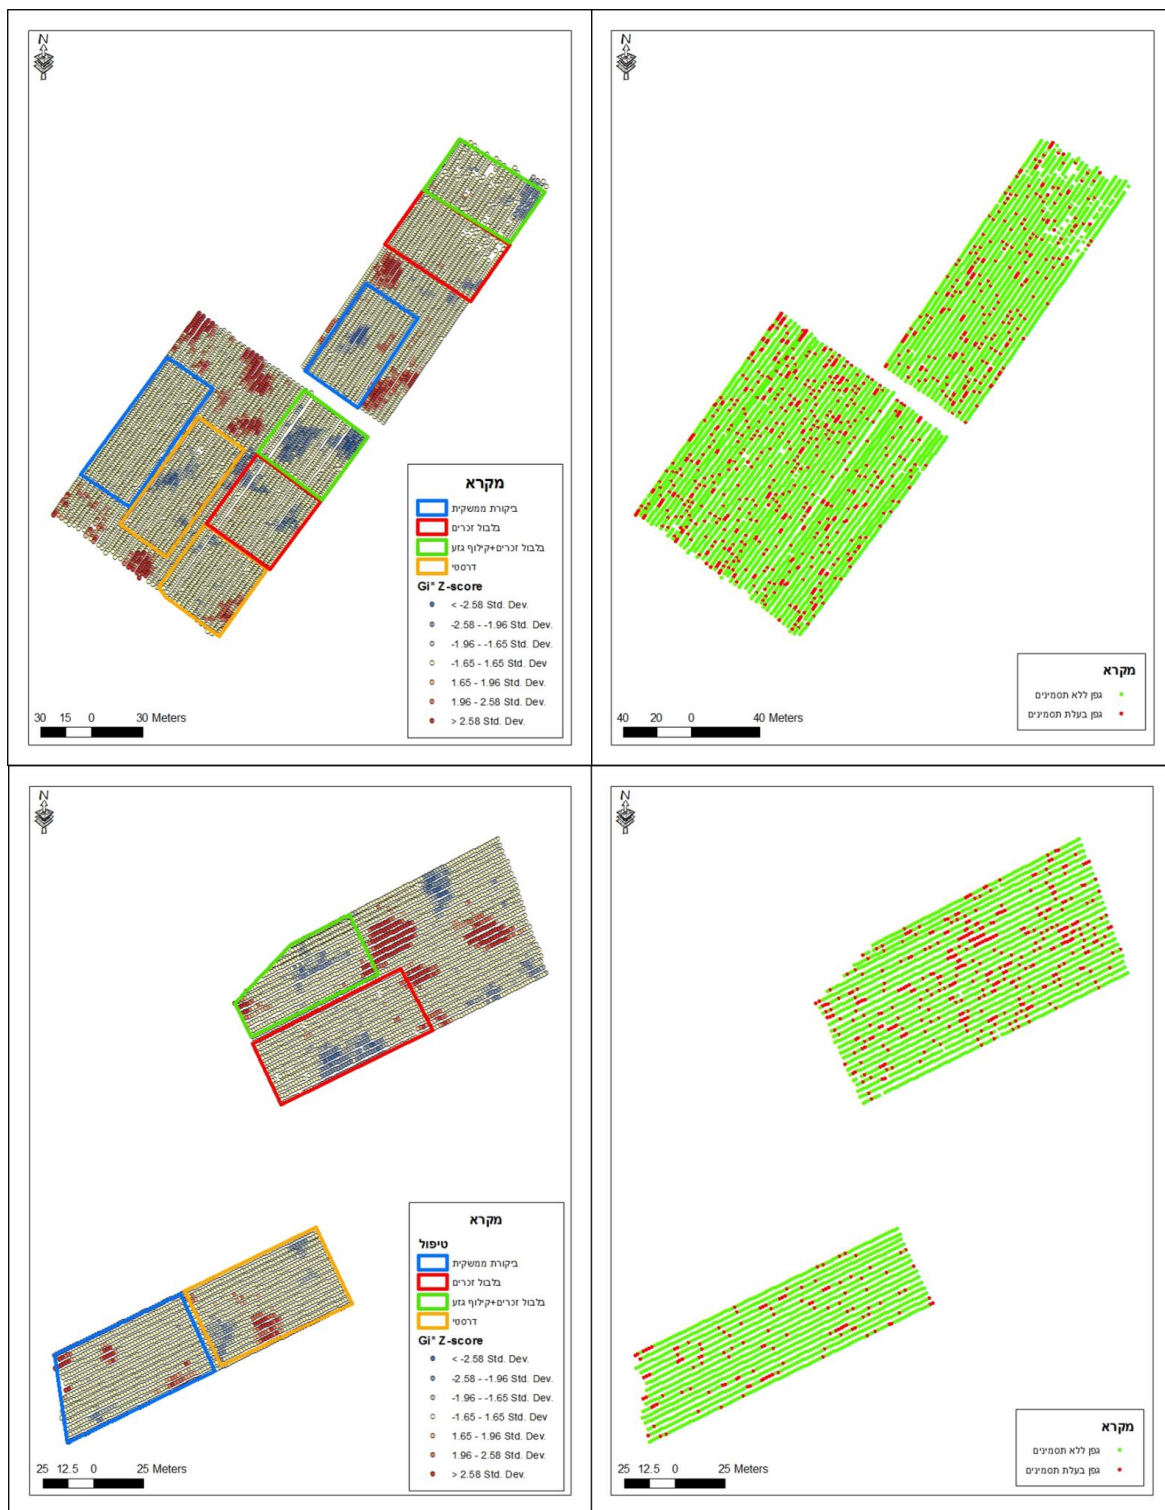 N
מקרא
ביקורת ממשקית
בלבול זכרים
בלבול זכרים+קילוף גזע
דרסטי
Gi* Z-score
< -2.58 Std. Dev.
-2.58 - -1.96 Std. Dev.
-1.96 - -1.65 Std. Dev.
-1.65 - 1.65 Std. Dev
1.65 - 1.96 Std. Dev.
1.96 - 2.58 Std. Dev.
> 2.58 Std. Dev.
30 15 0 30 Meters
N
מקרא
גפן ללא תסמינים
גפן בעלת תסמינים
40 20 0 40 Meters
N
מקרא
טיפול
ביקורת ממשקית
בלבול זכרים
בלבול זכרים+קילוף גזע
דרסטי
Gi* Z-score
< -2.58 Std. Dev.
-2.58 - -1.96 Std. Dev.
-1.96 - -1.65 Std. Dev.
-1.65 - 1.65 Std. Dev
1.65 - 1.96 Std. Dev.
1.96 - 2.58 Std. Dev.
> 2.58 Std. Dev.
25 12.5 0 25 Meters
N
מקרא
גפן ללא תסמינים
גפן בעלת תסמינים
25 12.5 0 25 Meters